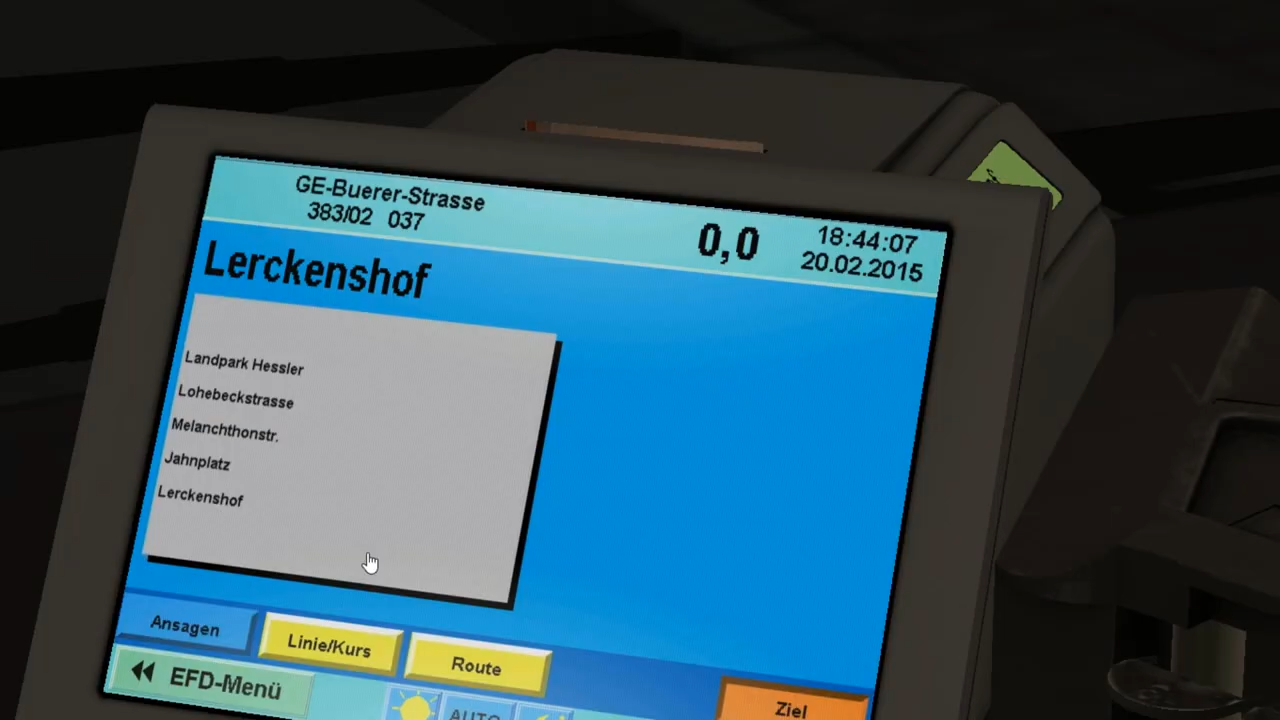 GE-Buerer-Strasse
383/02 037
0,0
18:44:07
20.02.2015
Lerckenshof
Landpark Hessler
Lohebeckstrasse
Melanchthonstr.
Jahnplatz
Lerckenshof
Ansagen
Linie/Kurs
Route
EFD-Menü
AUTO
Ziel